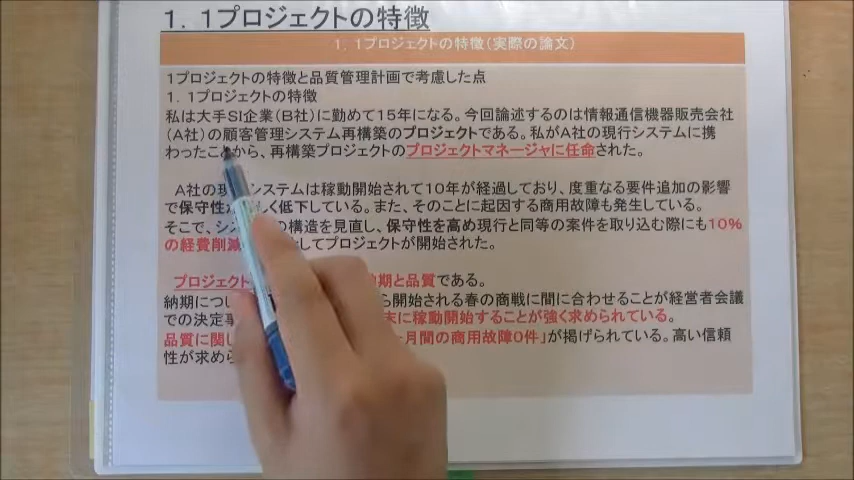 1．1プロジェクトの特徴
1．1プロジェクトの特徴（実際の論文）
1プロジェクトの特徴と品質管理計画で考慮した点
1．1プロジェクトの特徴
私は大手SI企業（B社）に勤めて15年になる。今回論述するのは情報通信機器販売会社
（A社）の顧客管理システム再構築のプロジェクトである。私がA社の現行システムに携
わったことから、再構築プロジェクトのプロジェクトマネージャに任命された。
A社の現 システムは稼動開始されて10年が経過しており、度重なる要件追加の影響
で保守性が しく低下している。また、そのことに起因する商用故障も発生している。
そこで、シス の構造を見直し、保守性を高め現行と同等の案件を取り込む際にも10%
の経費削減 してプロジェクトが開始された。
プロジェクト 期と品質である。
納期につい ら開始される春の商戦に間に合わせることが経営者会議
での決定事 末に稼動開始することが強く求められている。
品質に関し 月間の商用故障0件」が掲げられている。高い信頼
性が求めら